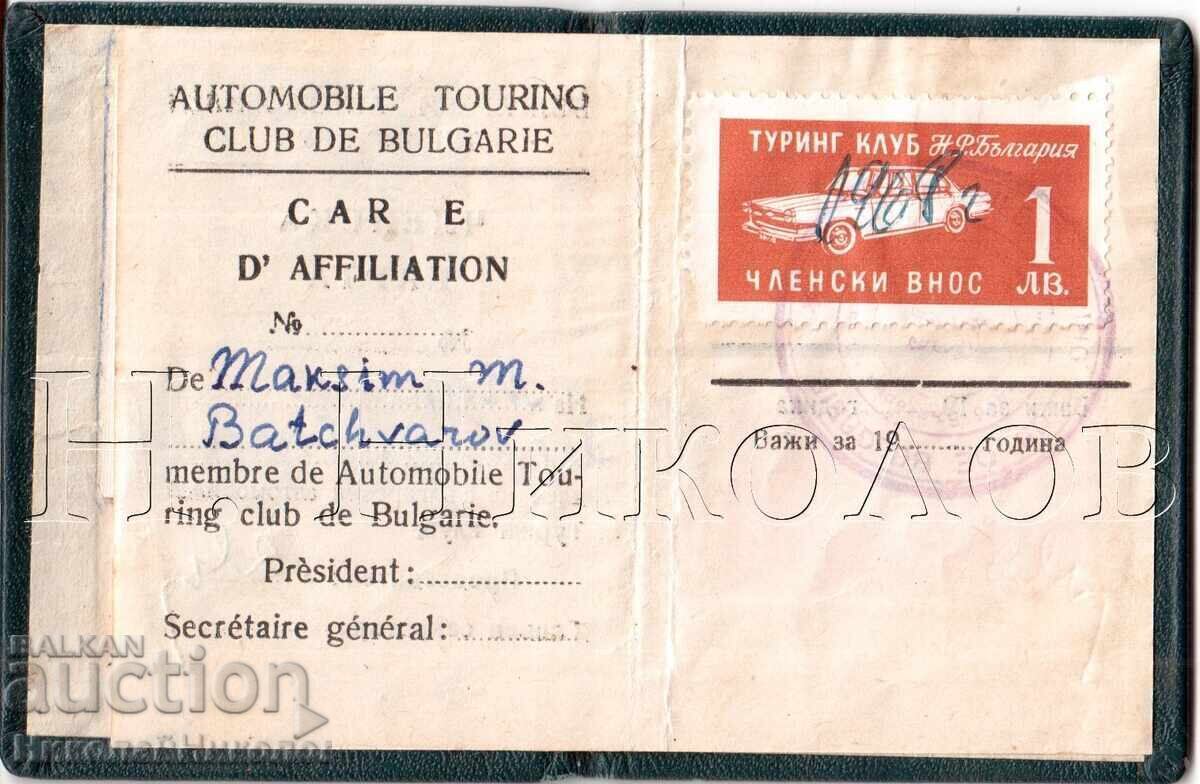 AUTOMOBILE TOURING
CLUB DE BULGARIE
CAR E
D' AFFILIATION
№
De Maksim M.
Batchvarov
membre de Automobile Tou-
ring club de Bulgarie.
Prèsident:
Secrétaire général:
ТУРИНГ КЛУБ Н.Р.България
1
ЧЛЕНСКИ ВНОС ЛВ.
Важи за 19 година
Н. НИКОЛОВ
BALKAN
auction
НиколайНиколов